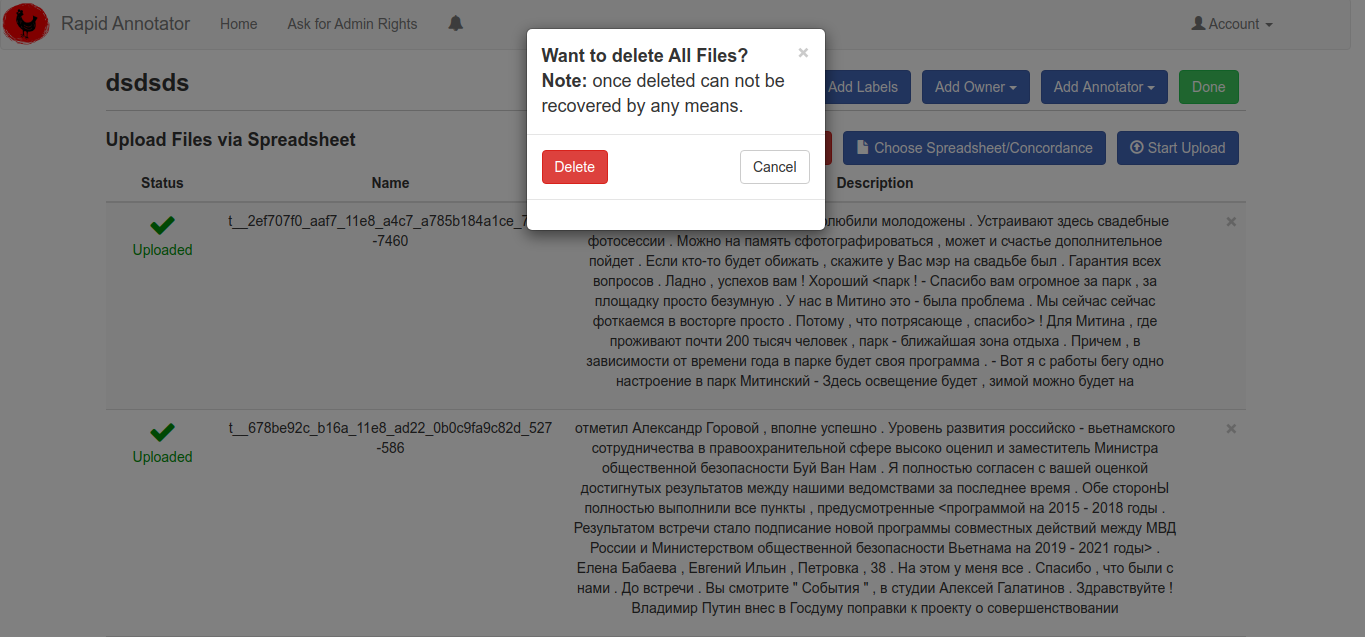 Rapid Annotator Home Ask for Admin Rights Account
Want to delete All Files? ×
Note: once deleted can not be
recovered by any means.
Delete Cancel
dsdsds Add Labels Add Owner Add Annotator Done
Upload Files via Spreadsheet Choose Spreadsheet/Concordance Start Upload
Status Name Description
Uploaded
t__2ef707f0_aaf7_11e8_a4c7_a785b184a1ce_7
-7460
молодожены . Устраивают здесь свадебные
фотосессии . Можно на память сфотографироваться , может и счастье дополнительное
пойдет . Если кто-то будет обижать , скажите у Вас мэр на свадьбе был . Гарантия всех
вопросов . Ладно , успехов вам ! Хороший <парк ! - Спасибо вам огромное за парк , за
площадку просто безумную . У нас в Митино это - была проблема . Мы сейчас сейчас
фоткаемся в восторге просто . Потому , что потрясающе , спасибо> ! Для Митина , где
проживают почти 200 тысяч человек , парк - ближайшая зона отдыха . Причем , в
зависимости от времени года в парке будет своя программа . - Вот я с работы бегу одно
настроение в парк Митинский - Здесь освещение будет , зимой можно будет на
×
Uploaded
t__678be92c_b16a_11e8_ad22_0b0c9fa9c82d_527
-586
отметил Александр Горовой , вполне успешно . Уровень развития российско - вьетнамского
сотрудничества в правоохранительной сфере высоко оценил и заместитель Министра
общественной безопасности Буй Ван Нам . Я полностью согласен с вашей оценкой
достигнутых результатов между нашими ведомствами за последнее время . Обе сторонЫ
полностью выполнили все пункты , предусмотренные <программой на 2015 - 2018 годы .
Результатом встречи стало подписание новой программы совместных действий между МВД
России и Министерством общественной безопасности Вьетнама на 2019 - 2021 годы> .
Елена Бабаева , Евгений Ильин , Петровка , 38 . На этом у меня все . Спасибо , что были с
нами . До встречи . Вы смотрите " События " , в студии Алексей Галатинов . Здравствуйте !
Владимир Путин внес в Госдуму поправки к проекту о совершенствовании
×